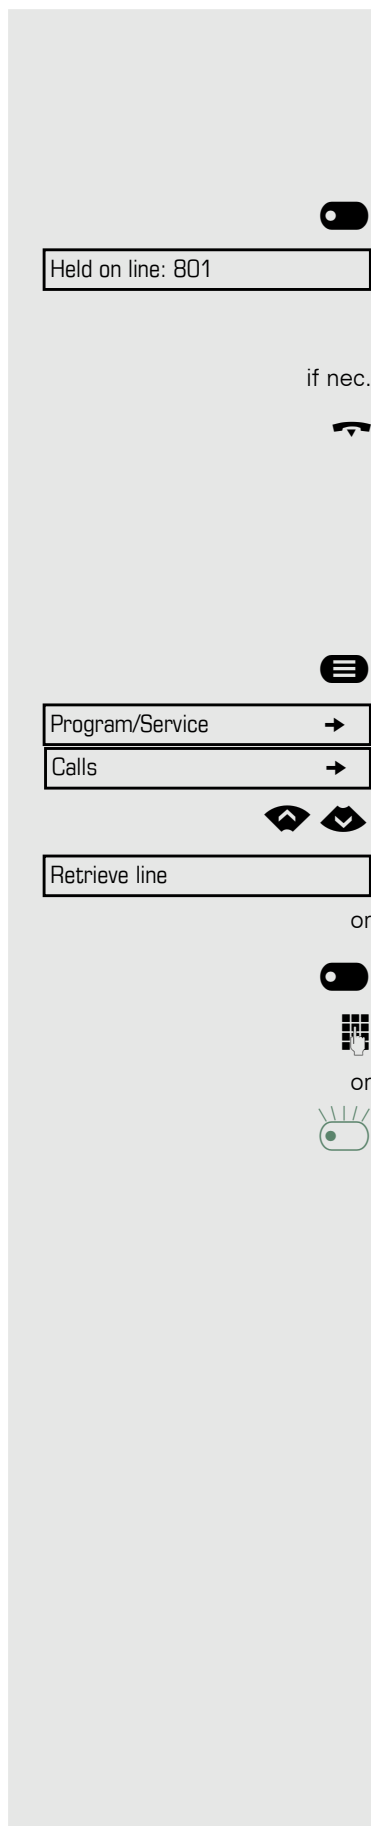 Held on line: 801
if nec.
Program/Service
Calls
Retrieve line
or
or